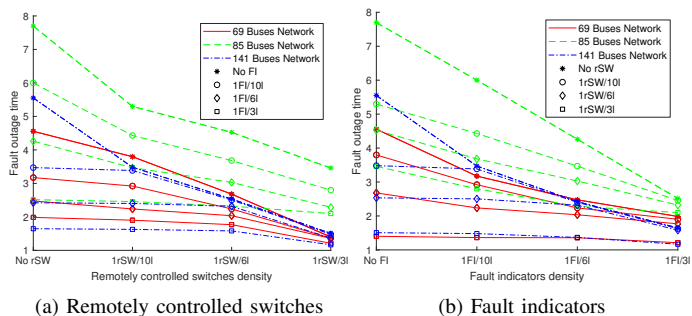 8
7
6
5
4
3
2
1
Fault outage time
No rSW
1rSW/10l
1rSW/6l
1rSW/3l
Remotely controlled switches density
69 Buses Network
85 Buses Network
141 Buses Network
No FI
1FI/10l
1FI/6l
1FI/3l
(a) Remotely controlled switches
8
7
6
5
4
3
2
1
Fault outage time
No FI
1FI/10l
1FI/6l
1FI/3l
Fault indicators density
69 Buses Network
85 Buses Network
141 Buses Network
No rSW
1rSW/10l
1rSW/6l
1rSW/3l
(b) Fault indicators